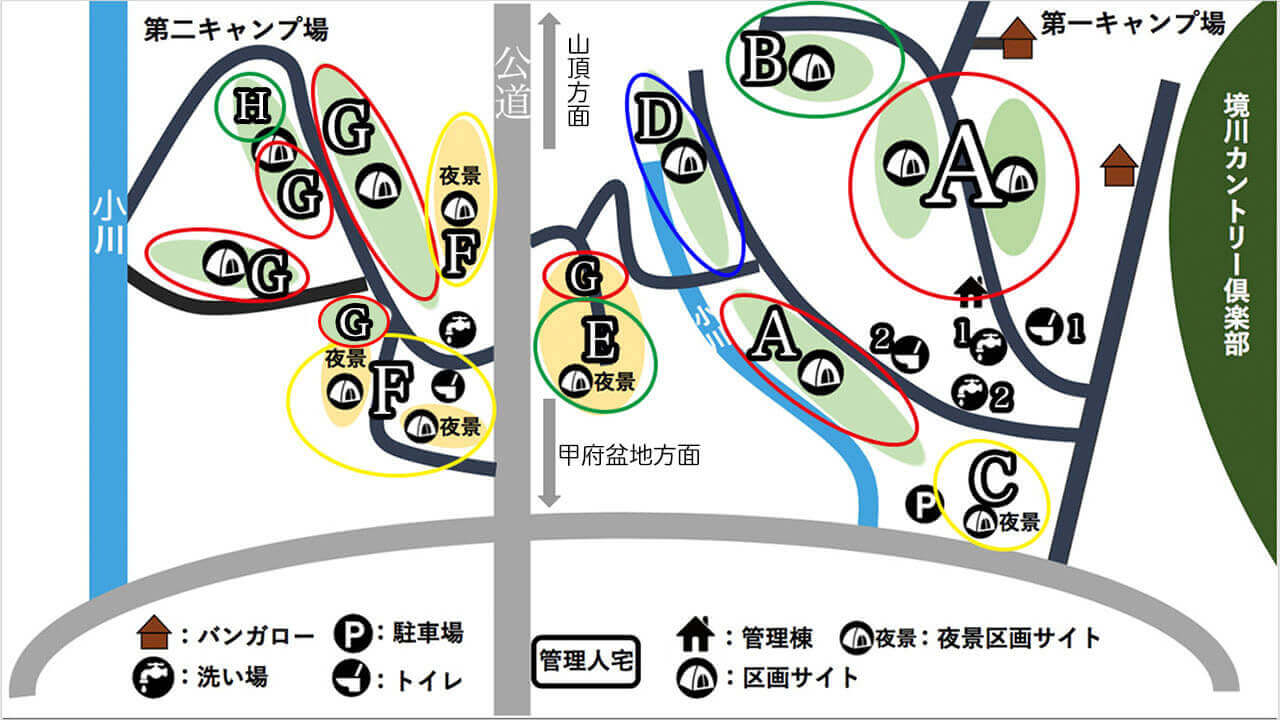 第二キャンプ場
公道
山頂方面
第一キャンプ場
B
H
G
D
A
境川カントリー倶楽部
夜景
G
小川
F
G
G
E
夜景
小川
A
2
1
1
2
G
夜景
F
夜景
甲府盆地方面
C
P
夜景
：バンガロー
P：駐車場
：洗い場
：トイレ
管理人宅
：管理棟
夜景：夜景区画サイト
：区画サイト